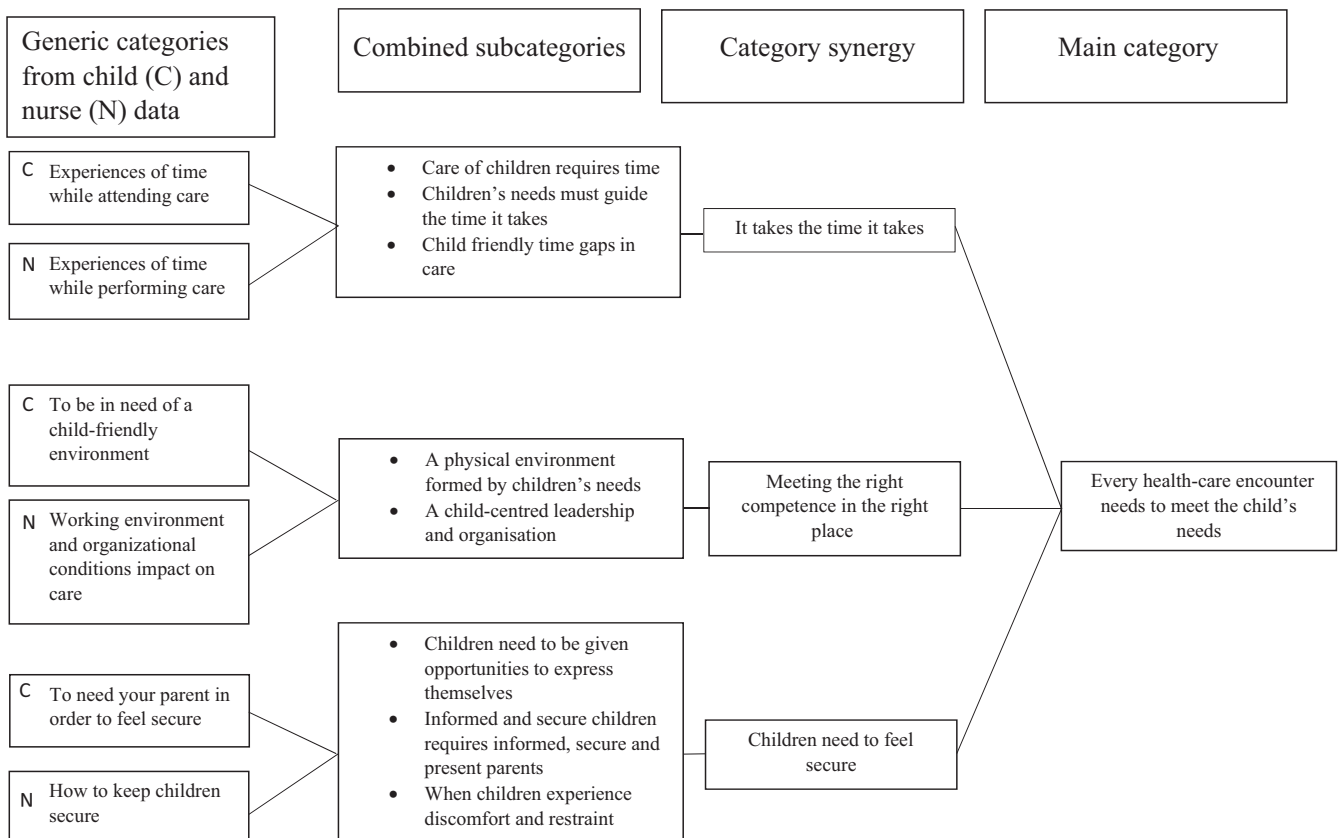 Generic categories
from child (C) and
nurse (N) data
Combined subcategories
Category synergy
Main category
C Experiences of time
while attending care
N Experiences of time
while performing care
• Care of children requires time
• Children’s needs must guide
the time it takes
• Child friendly time gaps in
care
It takes the time it takes
C To be in need of a
child-friendly
environment
N Working environment
and organizational
conditions impact on
care
• A physical environment
formed by children’s needs
• A child-centred leadership
and organisation
Meeting the right
competence in the right
place
Every health-care encounter
needs to meet the child’s
needs
C To need your parent in
order to feel secure
N How to keep children
secure
• Children need to be given
opportunities to express
themselves
• Informed and secure children
requires informed, secure and
present parents
• When children experience
discomfort and restraint
Children need to feel
secure